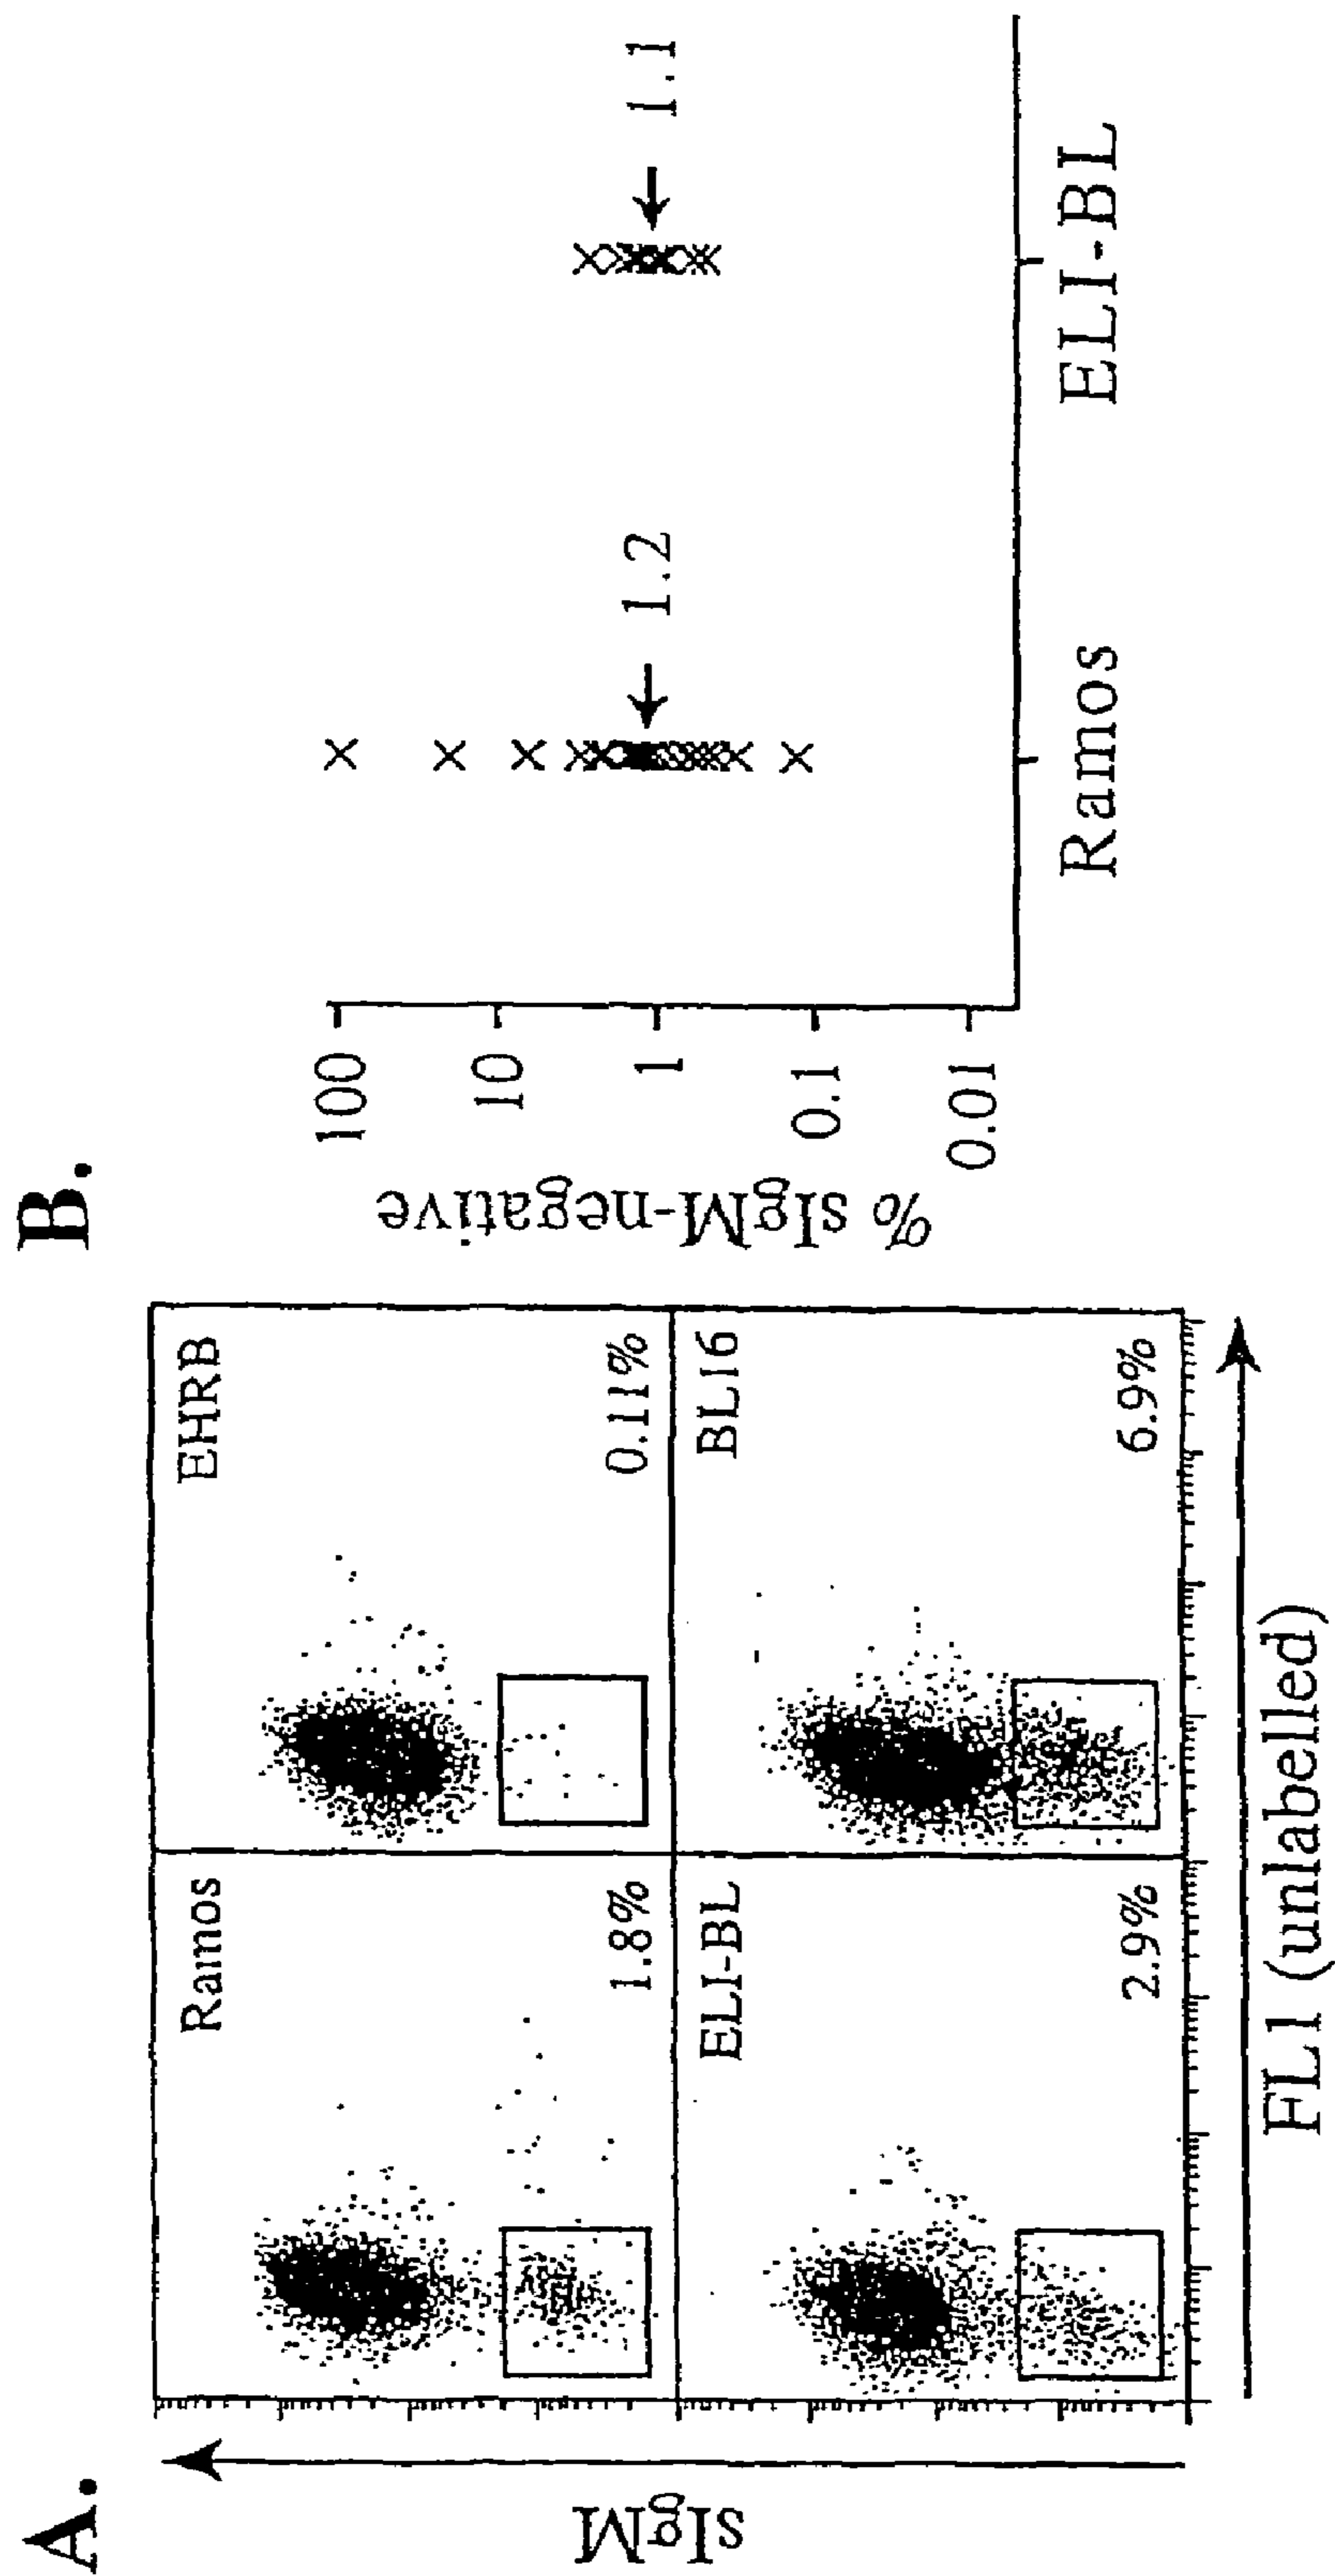 A.
sIgM
Ramos
1.8%
EHRB
0.11%
ELI-BL
2.9%
BL16
6.9%
FL1 (unlabelled)
B.
% sIgM-negative
100
10
1
0.1
0.01
1.2
1.1
Ramos
ELI-BL